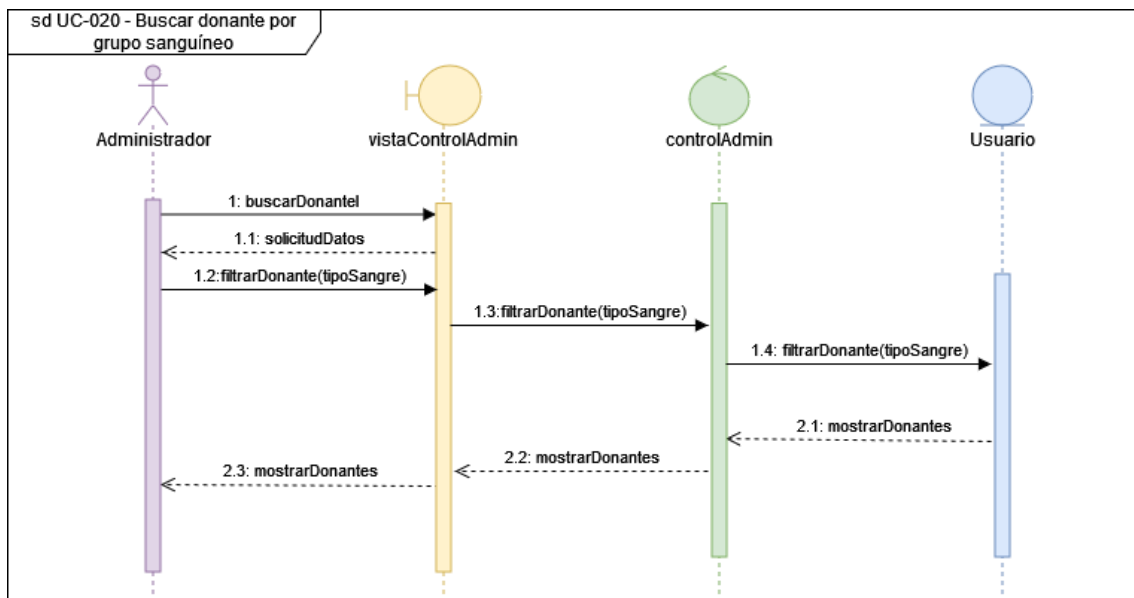 sd UC-020 - Buscar donante por
grupo sanguíneo
Administrador
vistaControlAdmin
controlAdmin
Usuario
1: buscarDonantel
1.1: solicitudDatos
1.2:filtrarDonante(tipoSangre)
1.3:filtrarDonante(tipoSangre)
1.4: filtrarDonante(tipoSangre)
2.1: mostrarDonantes
2.2: mostrarDonantes
2.3: mostrarDonantes